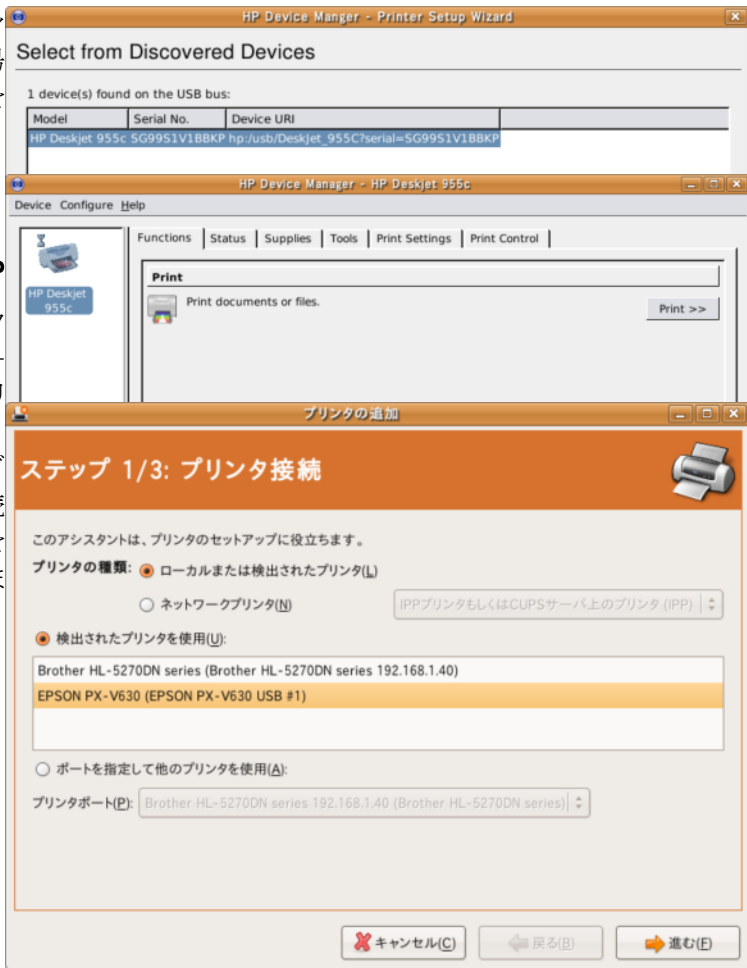 HP Device Manger - Printer Setup Wizard
Select from Discovered Devices
1 device(s) found on the USB bus:
Model Serial No. Device URI
HP Deskjet 955c SG99S1V1BBKP hp:/usb/DeskJet_955C?serial=SG99S1V1BBKP
HP Device Manager - HP Deskjet 955c
Device Configure Help
Functions Status Supplies Tools Print Settings Print Control
Print
Print documents or files.
Print >>
HP Deskjet
955c
プリンタの追加
ステップ 1/3: プリンタ接続
このアシスタントは、プリンタのセットアップに役立ちます。
プリンタの種類: ローカルまたは検出されたプリンタ(L)
ネットワークプリンタ(N) IPPプリンタもしくはCUPSサーバ上のプリンタ (IPP)
検出されたプリンタを使用(U):
Brother HL-5270DN series (Brother HL-5270DN series 192.168.1.40)
EPSON PX-V630 (EPSON PX-V630 USB #1)
ポートを指定して他のプリンタを使用(A):
プリンタポート(P): Brother HL-5270DN series 192.168.1.40 (Brother HL-5270DN series)
キャンセル(C) 戻る(B) 進む(F)